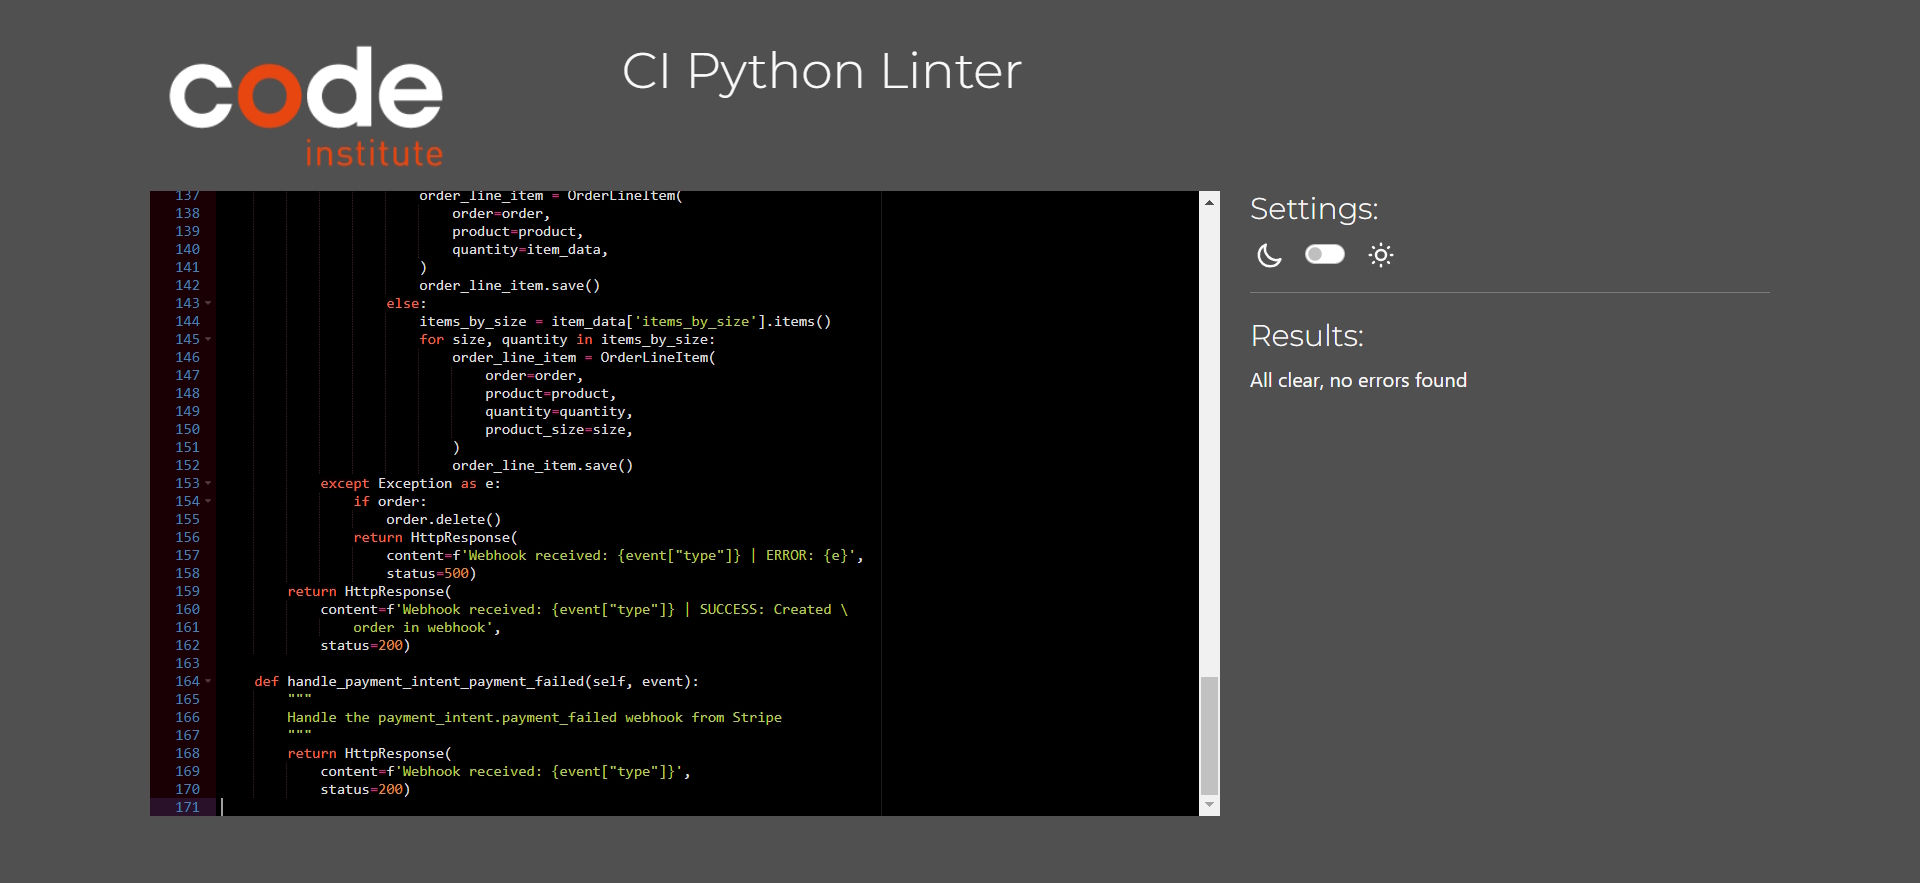 code
institute
CI Python Linter
137 order_line_item = OrderLineItem(
138 order=order,
139 product=product,
140 quantity=item_data,
141 )
142 order_line_item.save()
143 else:
144 items_by_size = item_data['items_by_size'].items()
145 for size, quantity in items_by_size:
146 order_line_item = OrderLineItem(
147 order=order,
148 product=product,
149 quantity=quantity,
150 product_size=size,
151 )
152 order_line_item.save()
153 except Exception as e:
154 if order:
155 order.delete()
156 return HttpResponse(
157 content=f'Webhook received: {event["type"]} | ERROR: {e}',
158 status=500)
159 return HttpResponse(
160 content=f'Webhook received: {event["type"]} | SUCCESS: Created \
161 order in webhook',
162 status=200)
163
164 def handle_payment_intent_payment_failed(self, event):
165 """
166 Handle the payment_intent.payment_failed webhook from Stripe
167 """
168 return HttpResponse(
169 content=f'Webhook received: {event["type"]}',
170 status=200)
171
Settings:
Results:
All clear, no errors found